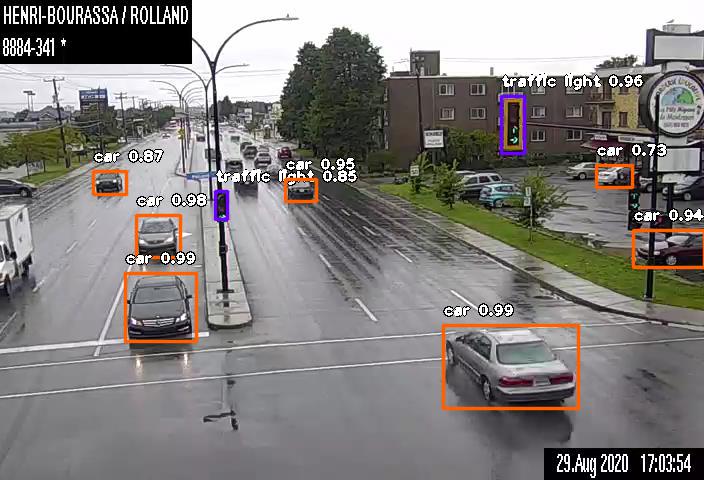 HENRI-BOURASSA / ROLLAND
8884-341 *
traffic light 0.96
car 0.87
car 0.95
car 0.73
traffic light 0.85
car 0.98
car 0.94
car 0.99
car 0.99
29.Aug 2020 17:03:54